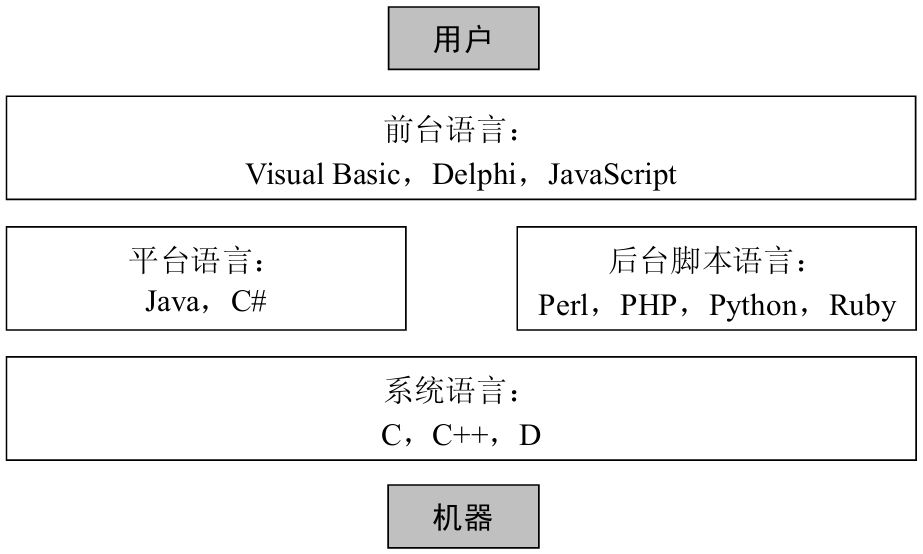 用户
前台语言：
Visual Basic，Delphi，JavaScript
平台语言：
Java，C#
后台脚本语言：
Perl，PHP，Python，Ruby
系统语言：
C，C++，D
机器